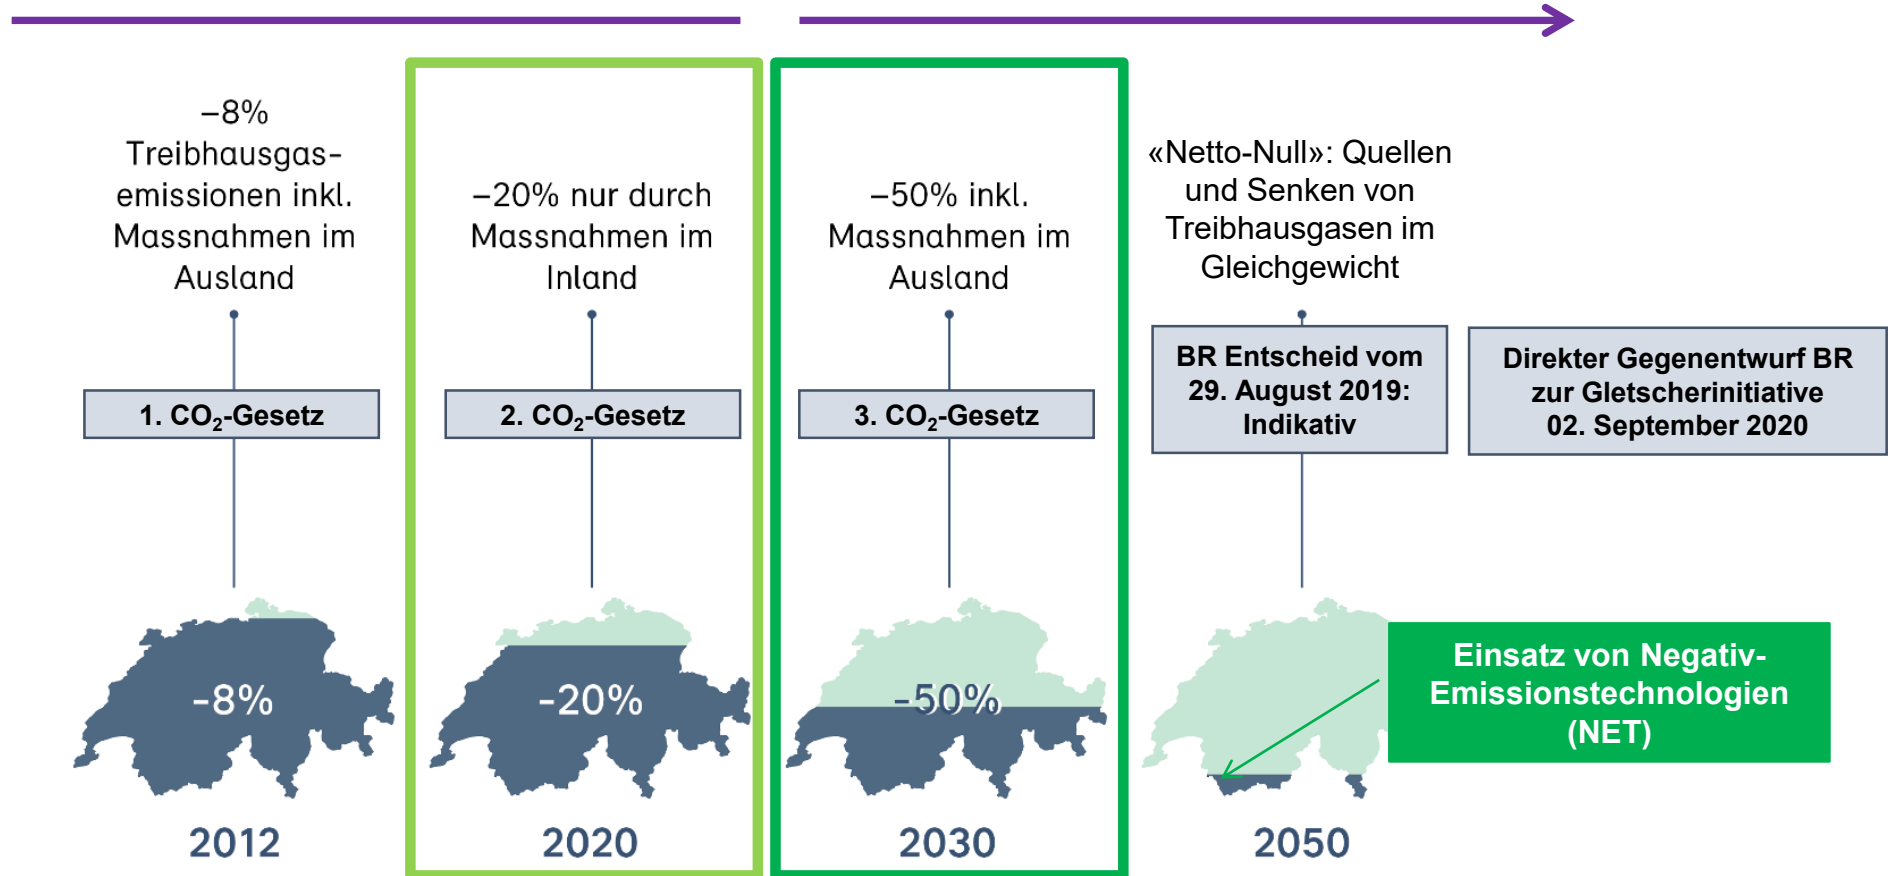 –8%
Treibhausgas-
emissionen inkl.
Massnahmen im
Ausland
1. CO₂-Gesetz
-8%
2012
–20% nur durch
Massnahmen im
Inland
2. CO₂-Gesetz
-20%
2020
–50% inkl.
Massnahmen im
Ausland
3. CO₂-Gesetz
-50%
2030
«Netto-Null»: Quellen
und Senken von
Treibhausgasen im
Gleichgewicht
BR Entscheid vom
29. August 2019:
Indikativ
2050
Direkter Gegenentwurf BR
zur Gletscherinitiative
02. September 2020
Einsatz von Negativ-
Emissionstechnologien
(NET)